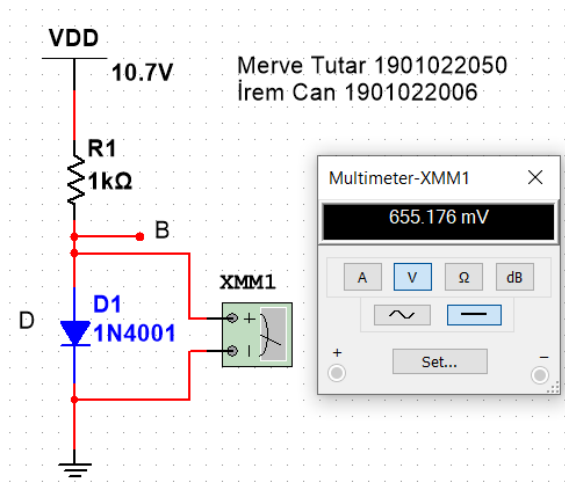 VDD
10.7V
Merve Tutar 1901022050
İrem Can 1901022006
R1
1kΩ
B
D
D1
1N4001
XMM1
+
Multimeter-XMM1
655.176 mV
A V Ω dB
+ Set... −